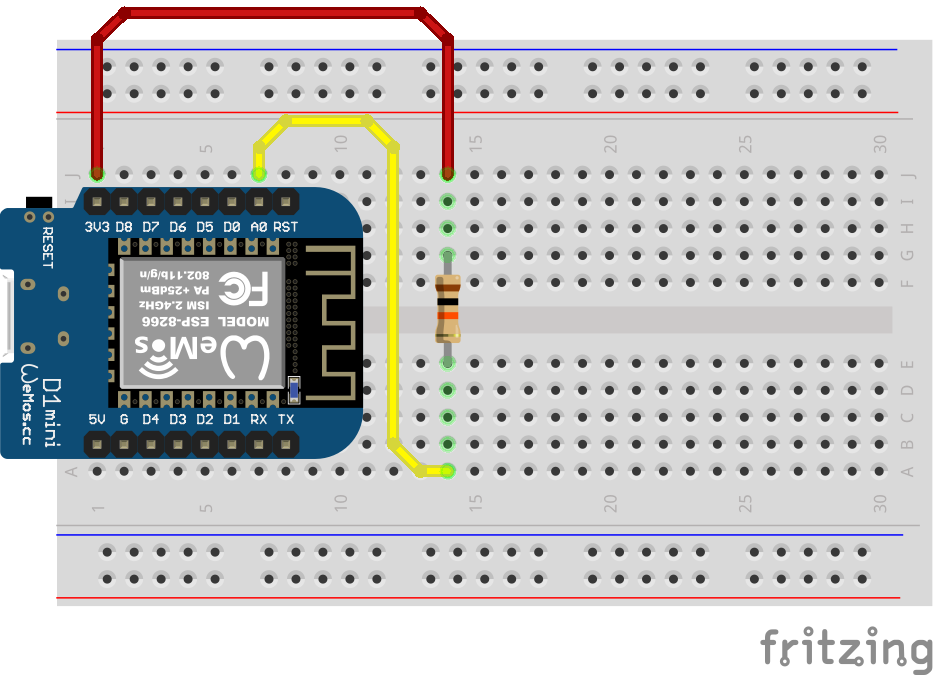 5 10 15 20 25 30
J J
I I
H
G
F
3V3 D8 D7 D6 D5 D0 A0 RST
RESET
WeMos
MODEL ESP-8266
ISM 2.4GHz
PA +25dBm
802.11b/g/n
FC
E
D
C
B
A A
5V G D4 D3 D2 D1 RX TX
D1 mini
WeMos.cc
1 5 10 15 20 25 30
fritzing